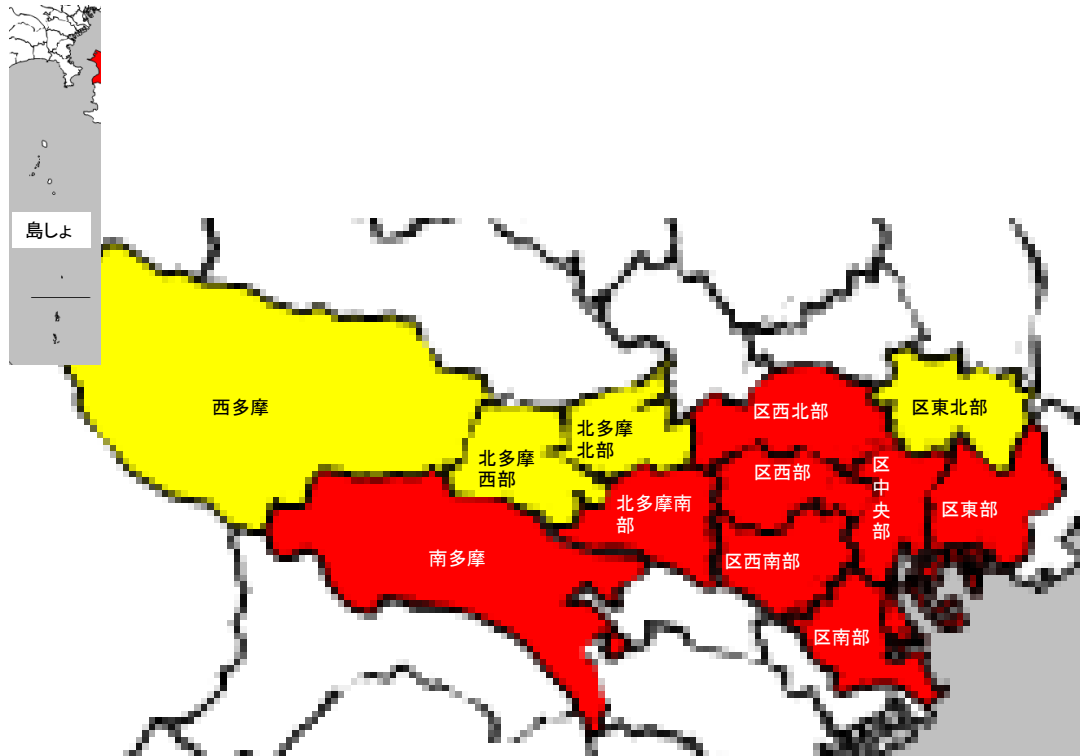 島しょ
西多摩
北多摩
西部
北多摩
北部
区西北部
区東北部
区西部
区
中
央
部
区東部
北多摩南
部
南多摩
区西南部
区南部